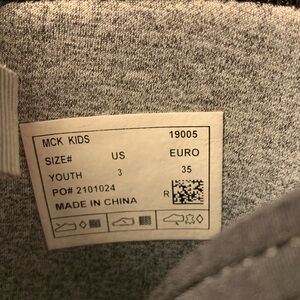 MCK KIDS 19005
SIZE# US EURO
YOUTH 3 35
PO# 2101024
MADE IN CHINA R